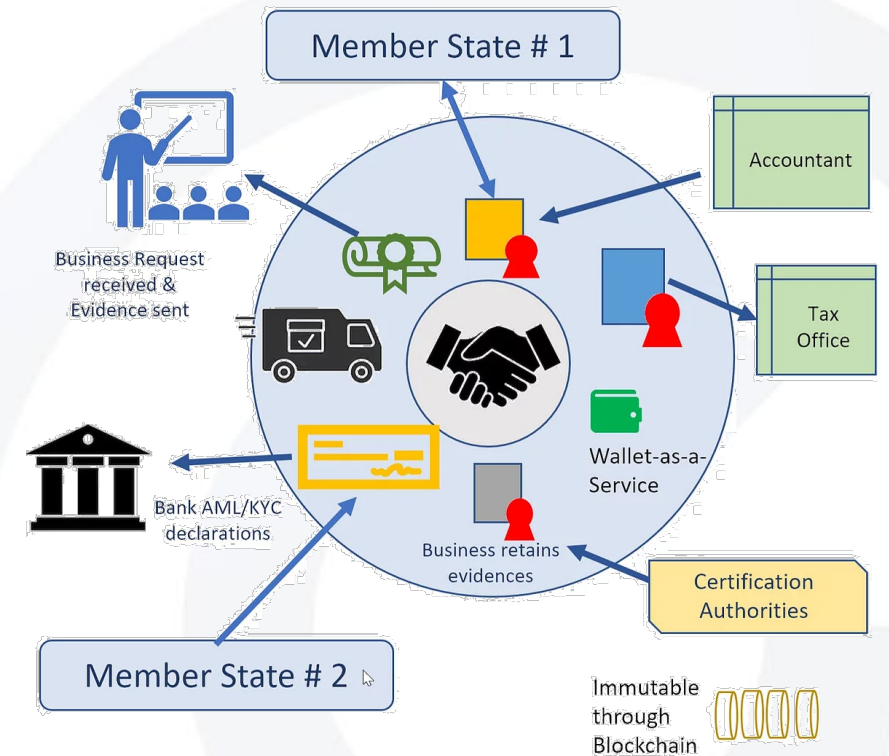 Member State # 1
Accountant
Business Request
received &
Evidence sent
Tax
Office
Wallet-as-a-
Service
Bank AML/KYC
declarations
Business retains
evidences
Certification
Authorities
Member State # 2
Immutable
through
Blockchain